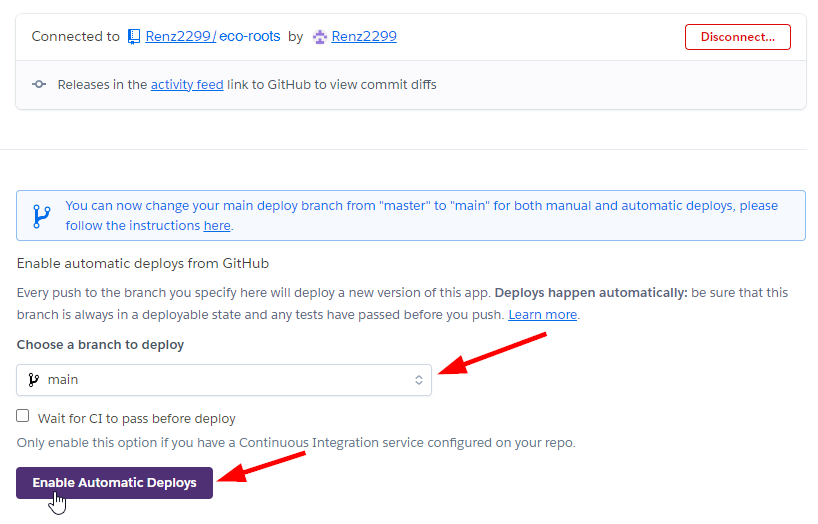 Connected to Renz2299/eco-roots by Renz2299 Disconnect...
Releases in the activity feed link to GitHub to view commit diffs
You can now change your main deploy branch from "master" to "main" for both manual and automatic deploys, please
follow the instructions here.
Enable automatic deploys from GitHub
Every push to the branch you specify here will deploy a new version of this app. Deploys happen automatically: be sure that this
branch is always in a deployable state and any tests have passed before you push. Learn more.
Choose a branch to deploy
main
Wait for CI to pass before deploy
Only enable this option if you have a Continuous Integration service configured on your repo.
Enable Automatic Deploys